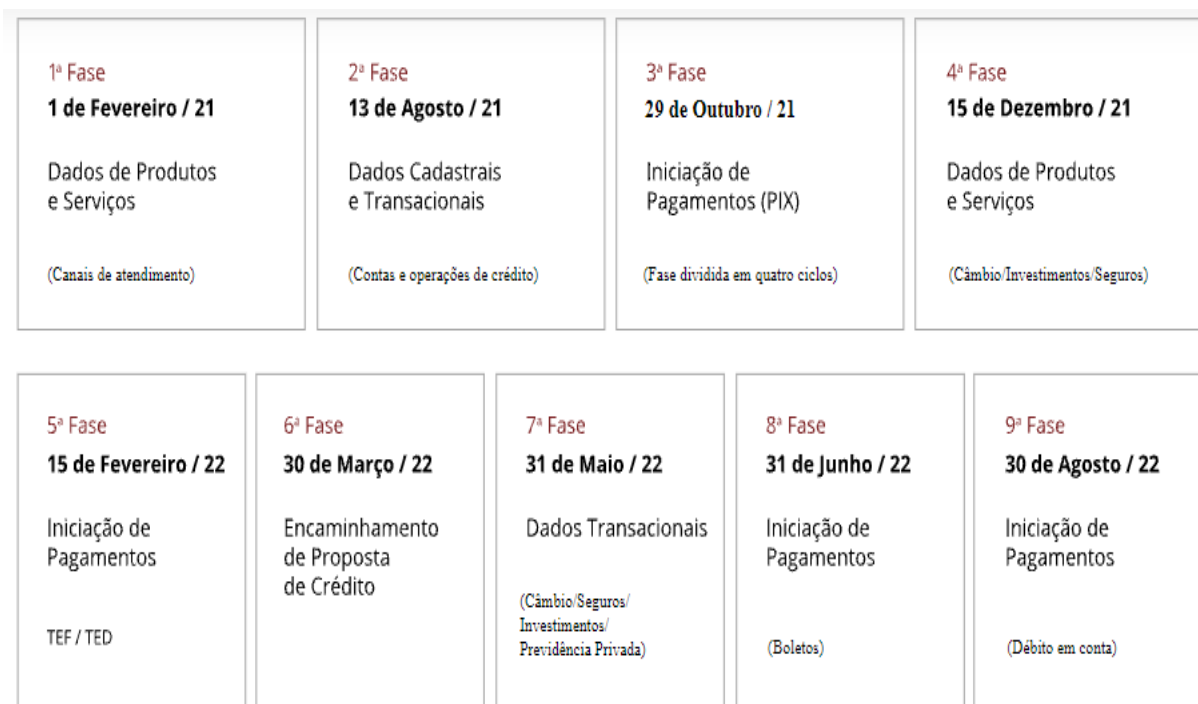 1ª Fase
1 de Fevereiro / 21
Dados de Produtos
e Serviços
(Canais de atendimento)
2ª Fase
13 de Agosto / 21
Dados Cadastrais
e Transacionais
(Contas e operações de crédito)
3ª Fase
29 de Outubro / 21
Iniciação de
Pagamentos (PIX)
(Fase dividida em quatro ciclos)
4ª Fase
15 de Dezembro / 21
Dados de Produtos
e Serviços
(Câmbio/Investimentos/Seguros)
5ª Fase
15 de Fevereiro / 22
Iniciação de
Pagamentos
TEF / TED
6ª Fase
30 de Março / 22
Encaminhamento
de Proposta
de Crédito
7ª Fase
31 de Maio / 22
Dados Transacionais
(Câmbio/Seguros/
Investimentos/
Previdência Privada)
8ª Fase
31 de Junho / 22
Iniciação de
Pagamentos
(Boletos)
9ª Fase
30 de Agosto / 22
Iniciação de
Pagamentos
(Débito em conta)